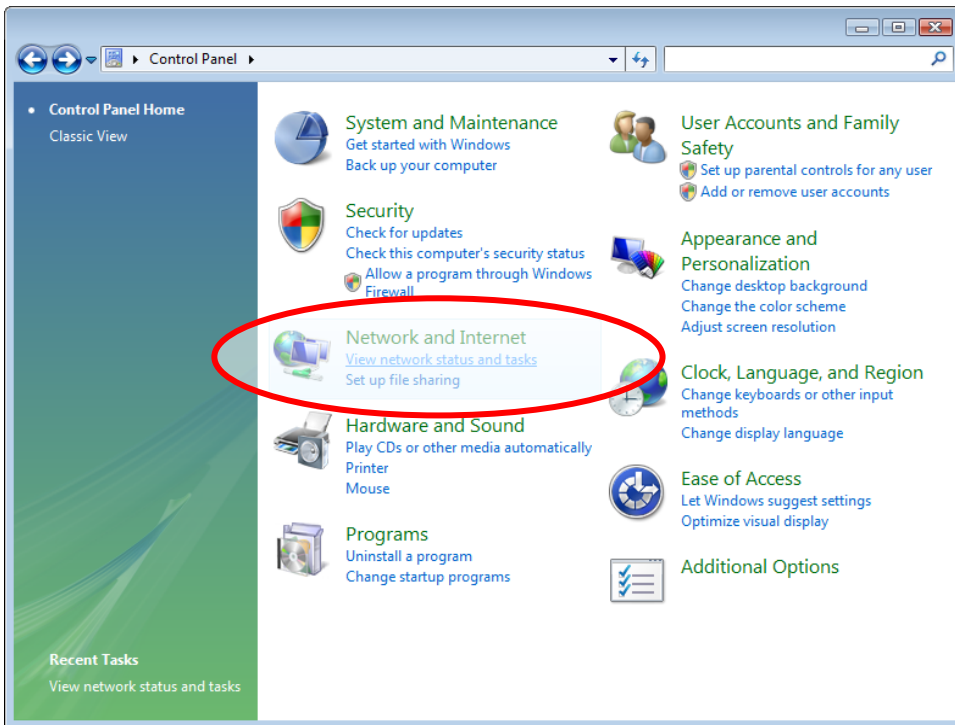 Control Panel
Control Panel Home
Classic View
Recent Tasks
View network status and tasks
System and Maintenance
Get started with Windows
Back up your computer
Security
Check for updates
Check this computer's security status
Allow a program through Windows
Firewall
Network and Internet
View network status and tasks
Set up file sharing
Hardware and Sound
Play CDs or other media automatically
Printer
Mouse
Programs
Uninstall a program
Change startup programs
User Accounts and Family
Safety
Set up parental controls for any user
Add or remove user accounts
Appearance and
Personalization
Change desktop background
Change the color scheme
Adjust screen resolution
Clock, Language, and Region
Change keyboards or other input
methods
Change display language
Ease of Access
Let Windows suggest settings
Optimize visual display
Additional Options